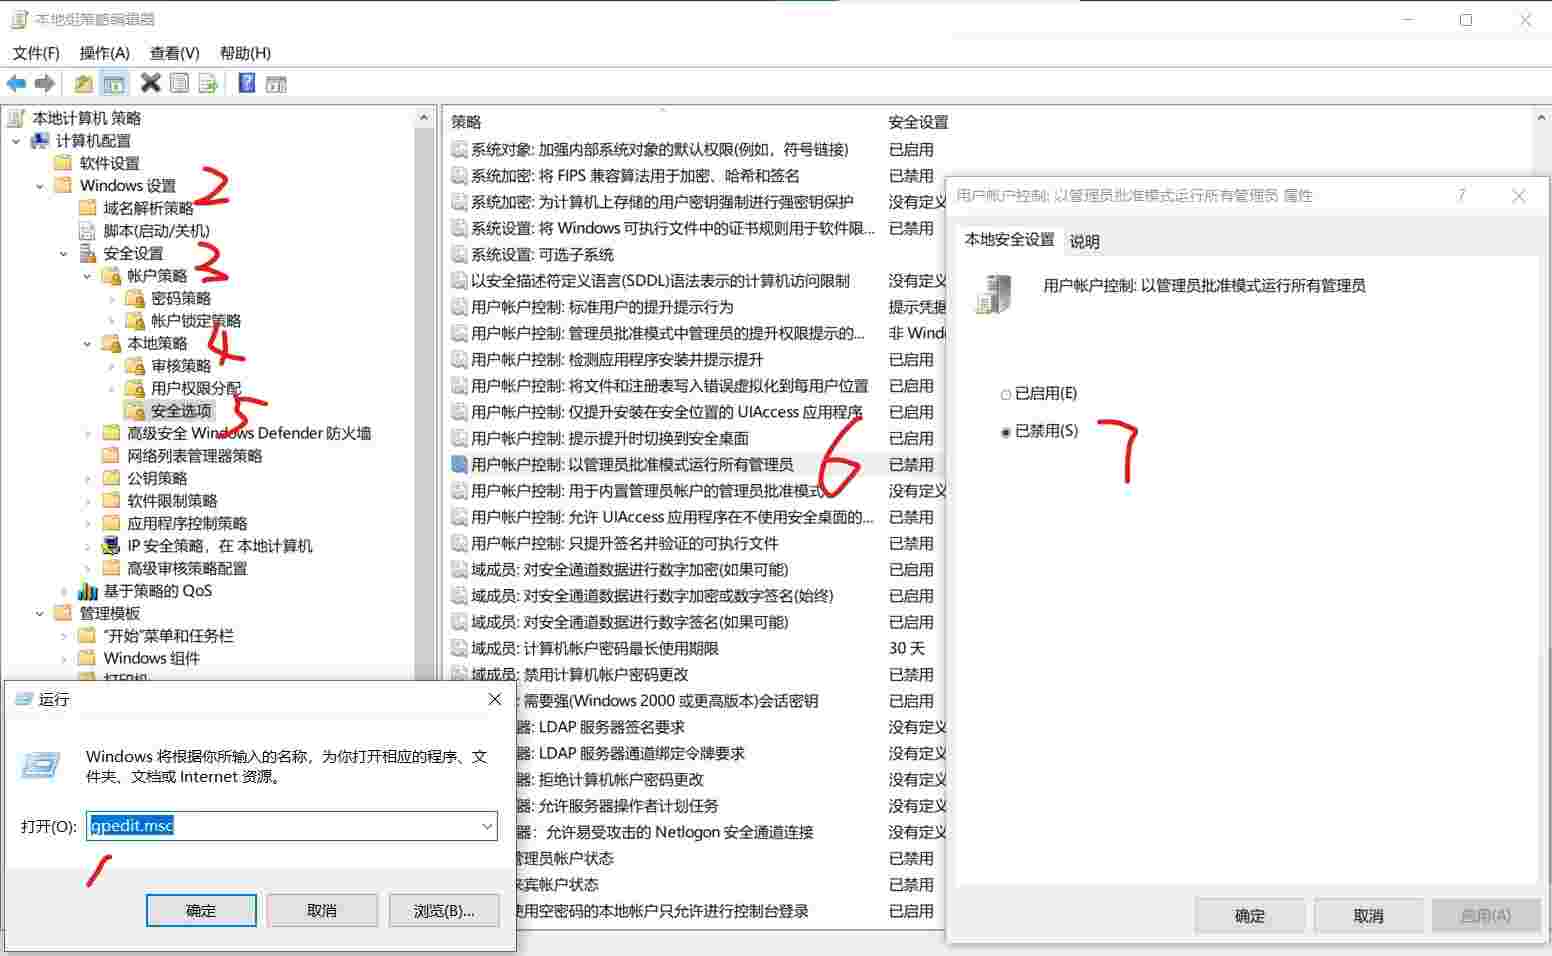 本地组策略编辑器
文件(F) 操作(A) 查看(V) 帮助(H)
本地计算机 策略
计算机配置
软件设置
Windows 设置
2
域名解析策略
脚本(启动/关机)
安全设置
3
帐户策略
密码策略
帐户锁定策略
本地策略
4
审核策略
用户权限分配
安全选项
5
高级安全 Windows Defender 防火墙
网络列表管理器策略
公钥策略
软件限制策略
应用程序控制策略
IP 安全策略，在 本地计算机
高级审核策略配置
基于策略的 QoS
管理模板
“开始”菜单和任务栏
Windows 组件
打印机
策略 安全设置
系统对象: 加强内部系统对象的默认权限(例如，符号链接) 已启用
系统加密: 将 FIPS 兼容算法用于加密、哈希和签名 已禁用
系统加密: 为计算机上存储的用户密钥强制进行强密钥保护 没有定义
系统设置: 将 Windows 可执行文件中的证书规则用于软件限... 已禁用
系统设置: 可选子系统
以安全描述符定义语言(SDDL)语法表示的计算机访问限制 没有定义
用户帐户控制: 标准用户的提升提示行为 提示凭据
用户帐户控制: 管理员批准模式中管理员的提升权限提示的... 非 Wind
用户帐户控制: 检测应用程序安装并提示提升 已启用
用户帐户控制: 将文件和注册表写入错误虚拟化到每用户位置 已启用
用户帐户控制: 仅提升安装在安全位置的 UIAccess 应用程序 已启用
用户帐户控制: 提示提升时切换到安全桌面 已启用
用户帐户控制: 以管理员批准模式运行所有管理员 已禁用
6
用户帐户控制: 用于内置管理员帐户的管理员批准模式 没有定义
用户帐户控制: 允许 UIAccess 应用程序在不使用安全桌面的... 已禁用
用户帐户控制: 只提升签名并验证的可执行文件 已禁用
域成员: 对安全通道数据进行数字加密(如果可能) 已启用
域成员: 对安全通道数据进行数字加密或数字签名(始终) 已启用
域成员: 对安全通道数据进行数字签名(如果可能) 已启用
域成员: 计算机帐户密码最长使用期限 30 天
域成员: 禁用计算机帐户密码更改 已禁用
: 需要强(Windows 2000 或更高版本)会话密钥 已启用
器: LDAP 服务器签名要求 没有定义
器: LDAP 服务器通道绑定令牌要求 没有定义
器: 拒绝计算机帐户密码更改 没有定义
器: 允许服务器操作者计划任务 没有定义
器: 允许易受攻击的 Netlogon 安全通道连接 没有定义
管理员帐户状态 已禁用
来宾帐户状态 已禁用
使用空密码的本地帐户只允许进行控制台登录 已启用
用户帐户控制: 以管理员批准模式运行所有管理员 属性
本地安全设置 说明
用户帐户控制: 以管理员批准模式运行所有管理员
已启用(E)
已禁用(S)
7
确定 取消 应用(A)
运行
Windows 将根据你所输入的名称，为你打开相应的程序、文
件夹、文档或 Internet 资源。
打开(O): gpedit.msc
1
确定 取消 浏览(B)...